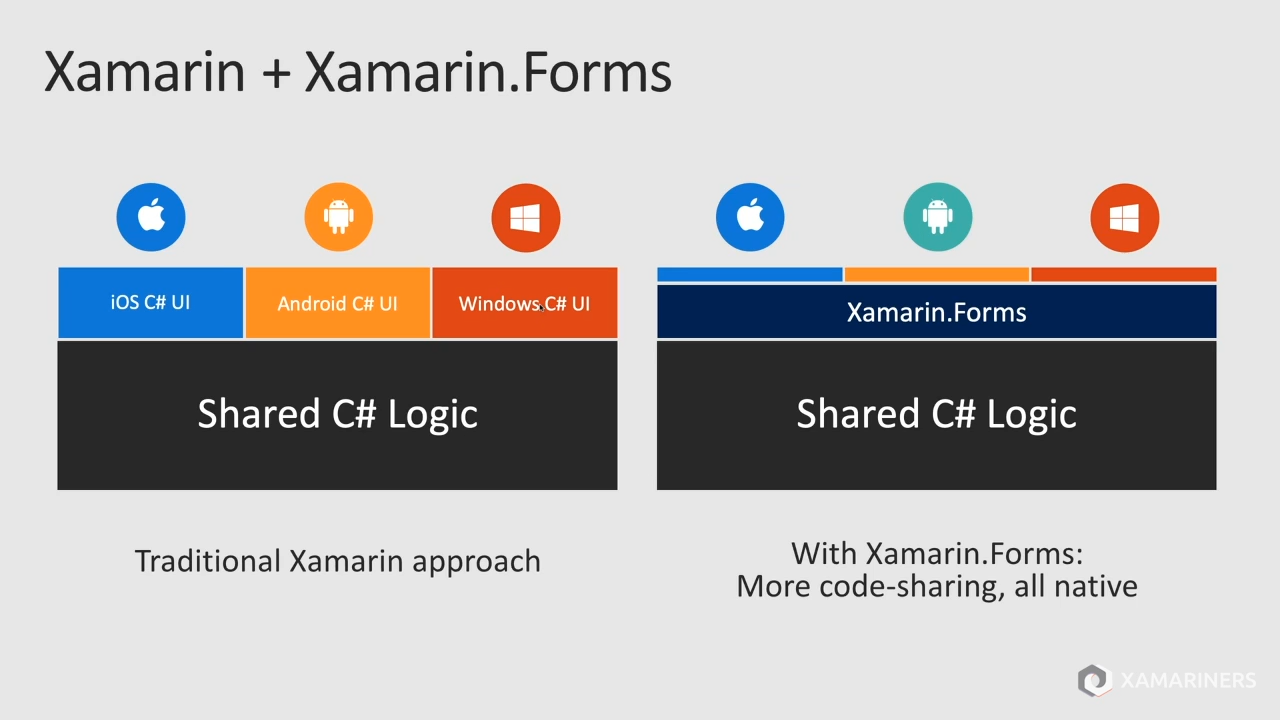 Xamarin + Xamarin.Forms
iOS C# UI
Android C# UI
Windows C# UI
Shared C# Logic
Traditional Xamarin approach
Xamarin.Forms
Shared C# Logic
With Xamarin.Forms:
More code-sharing, all native
XAMARINERS